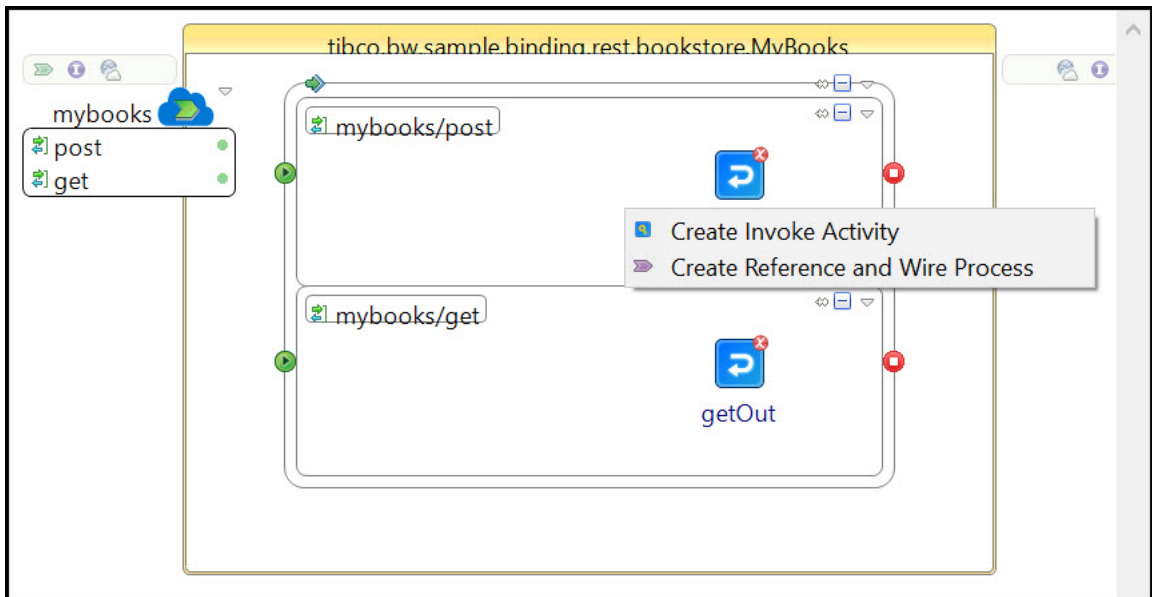 tibco.bw.sample.binding.rest.bookstore.MyBooks
mybooks
post
get
mybooks/post
Create Invoke Activity
Create Reference and Wire Process
mybooks/get
getOut